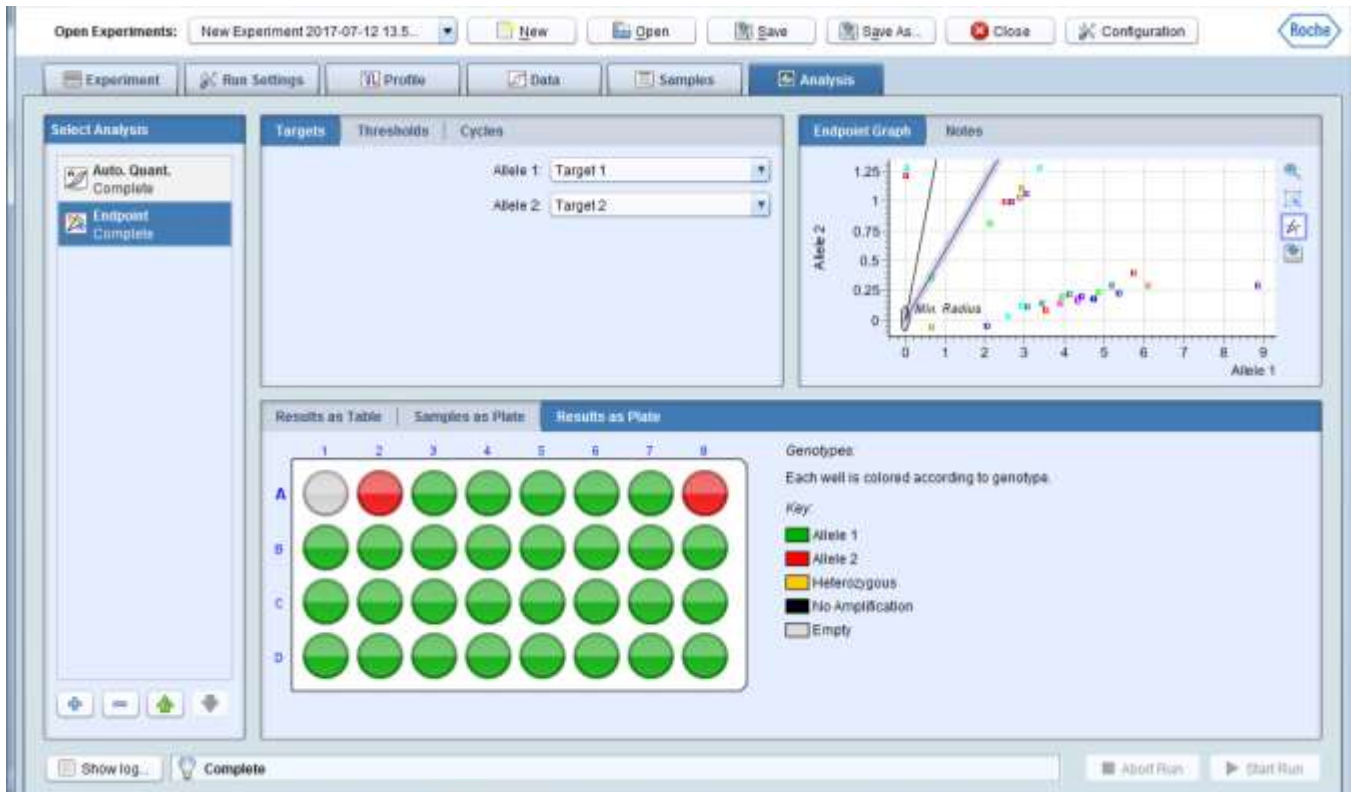 Open Experiments: New Experiment 2017-07-12 13.5... New Open Save Save As... Close Configuration Roche
Experiment Run Settings Profile Data Samples Analysis
Select Analysis
Auto. Quant.
Complete
Endpoint
Complete
Targets Thresholds Cycles
Allele 1: Target 1
Allele 2: Target 2
Endpoint Graph Notes
1.25
1
0.75
0.5
0.25
0
Allele 2
Min. Radius
0 1 2 3 4 5 6 7 8 9
Allele 1
Results as Table Samples as Plate Results as Plate
1 2 3 4 5 6 7 8
A
B
C
D
Genotypes:
Each well is colored according to genotype.
Key:
Allele 1
Allele 2
Heterozygous
No Amplification
Empty
Show log... Complete Abort Run Start Run